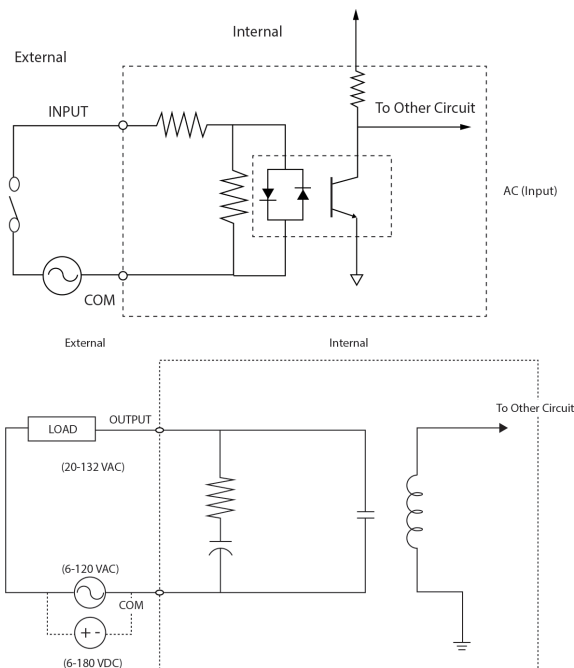 Internal
External
INPUT
To Other Circuit
AC (Input)
COM
External
Internal
To Other Circuit
OUTPUT
LOAD
(20-132 VAC)
(6-120 VAC)
COM
+ -
(6-180 VDC)